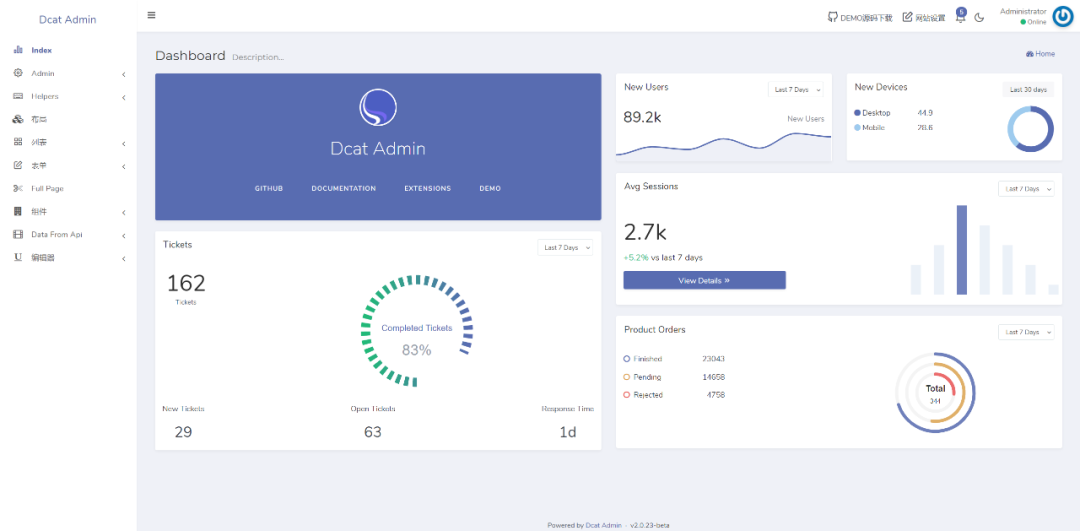 Dcat Admin
DEMO源码下载
网站设置
5
Administrator
Online
Index
Admin
Helpers
布局
列表
表单
Full Page
组件
Data From Api
编辑器
Dashboard Description...
Home
Dcat Admin
GITHUB DOCUMENTATION EXTENSIONS DEMO
New Users
Last 7 Days
89.2k
New Users
New Devices
Last 30 days
Desktop 44.9
Mobile 28.6
Avg Sessions
Last 7 Days
2.7k
+5.2% vs last 7 days
View Details »
Tickets
Last 7 Days
162
Tickets
Completed Tickets
83%
New Tickets Open Tickets Response Time
29 63 1d
Product Orders
Last 7 Days
Finished 23043
Pending 14658
Rejected 4758
Total
344
Powered by Dcat Admin · v2.0.23-beta